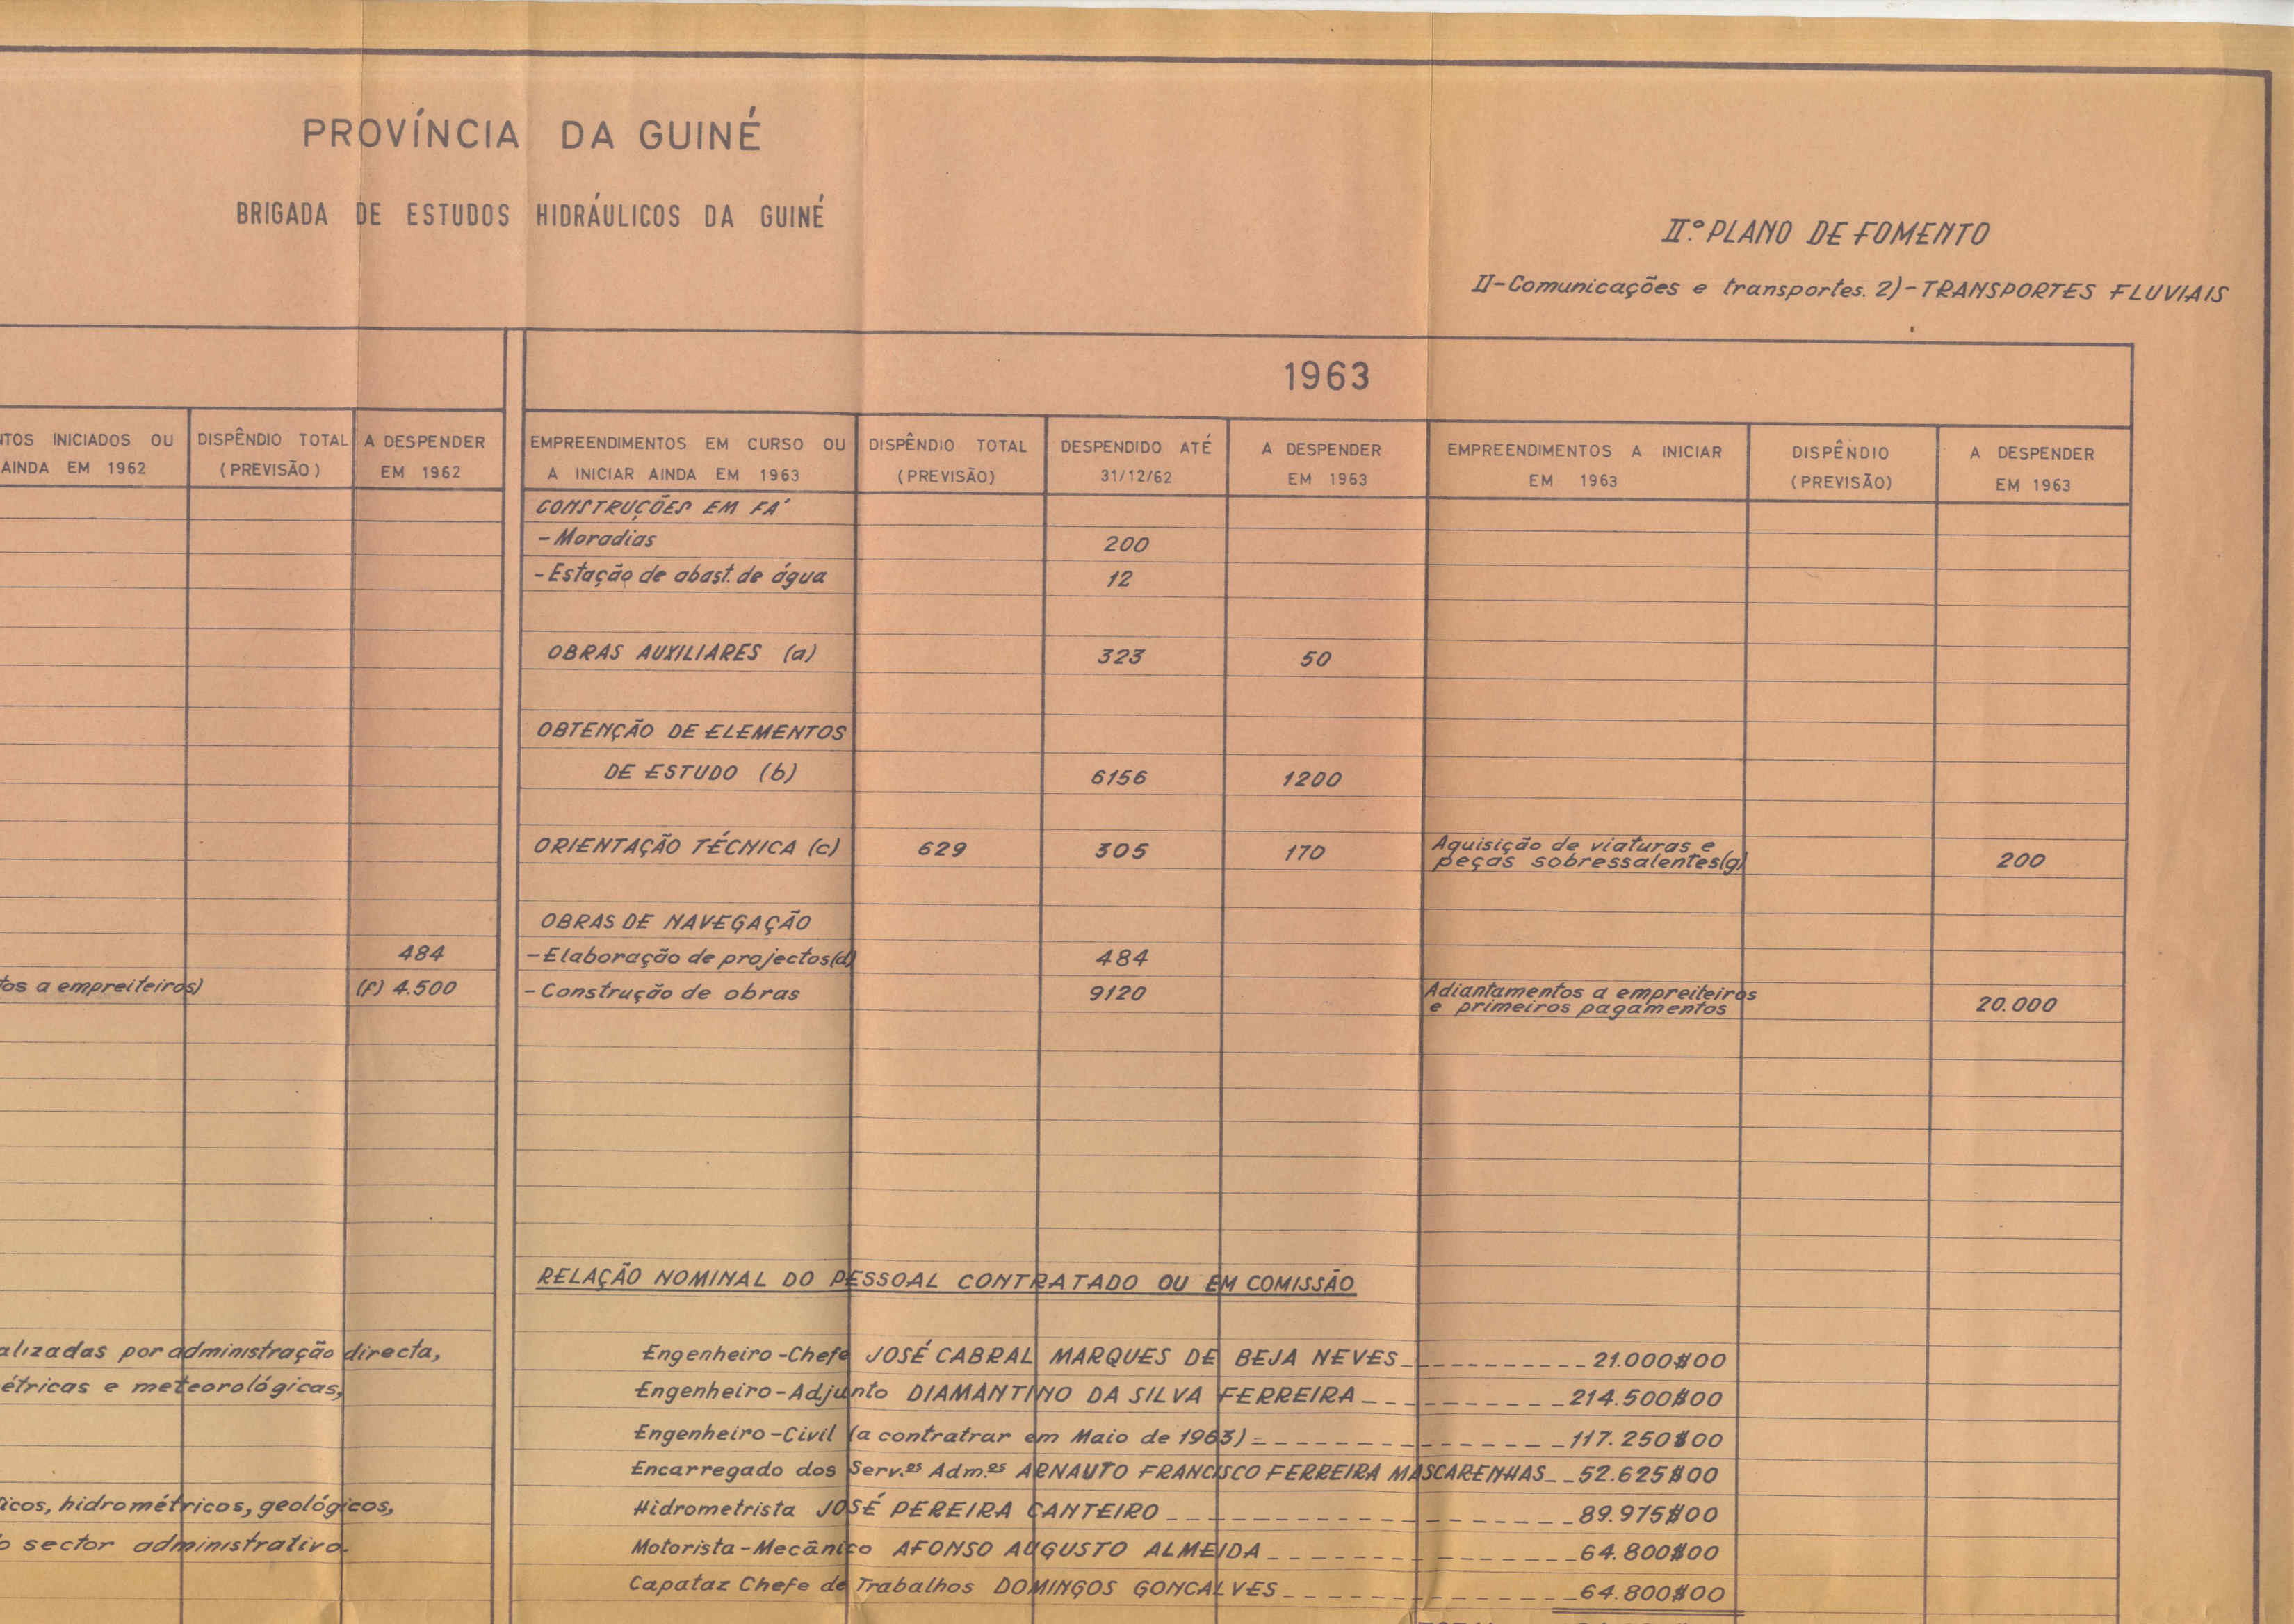 PROVÍNCIA DA GUINÉ
BRIGADA DE ESTUDOS HIDRÁULICOS DA GUINÉ
II.º PLANO DE FOMENTO
II-Comunicações e transportes. 2)-TRANSPORTES FLUVIAIS
1963
INICIADOS OU
AINDA EM 1962
DISPÊNDIO TOTAL
(PREVISÃO)
A DESPENDER
EM 1962
EMPREENDIMENTOS EM CURSO OU
A INICIAR AINDA EM 1963
DISPÊNDIO TOTAL
(PREVISÃO)
DESPENDIDO ATÉ
31/12/62
A DESPENDER
EM 1963
EMPREENDIMENTOS A INICIAR
EM 1963
DISPÊNDIO
(PREVISÃO)
A DESPENDER
EM 1963
CONSTRUÇÕES EM FA'
-Moradias 200
-Estação de abast. de água 12
OBRAS AUXILIARES (a) 323 50
OBTENÇÃO DE ELEMENTOS
DE ESTUDO (b) 6156 1200
ORIENTAÇÃO TÉCNICA (c) 629 305 170
Aquisição de viaturas e
peças sobressalentes(g) 200
OBRAS DE NAVEGAÇÃO
484 -Elaboração de projectos(d) 484
a empreiteiros) (f) 4.500 -Construção de obras 9120
Adiantamentos a empreiteiros
e primeiros pagamentos 20.000
RELAÇÃO NOMINAL DO PESSOAL CONTRATADO OU EM COMISSÃO
por administração directa,
e meteorológicas,
hidrométricos, geológicos,
sector administrativo.
Engenheiro-Chefe JOSÉ CABRAL MARQUES DE BEJA NEVES 21.000$00
Engenheiro-Adjunto DIAMANTINO DA SILVA FERREIRA 214.500$00
Engenheiro-Civil (a contratrar em Maio de 1963) 117.250$00
Encarregado dos Serv.os Adm.os ARNAUTO FRANCISCO FERREIRA MASCARENHAS 52.625$00
Hidrometrista JOSÉ PEREIRA CANTEIRO 89.975$00
Motorista-Mecânico AFONSO AUGUSTO ALMEIDA 64.800$00
Capataz Chefe de Trabalhos DOMINGOS GONCALVES 64.800$00